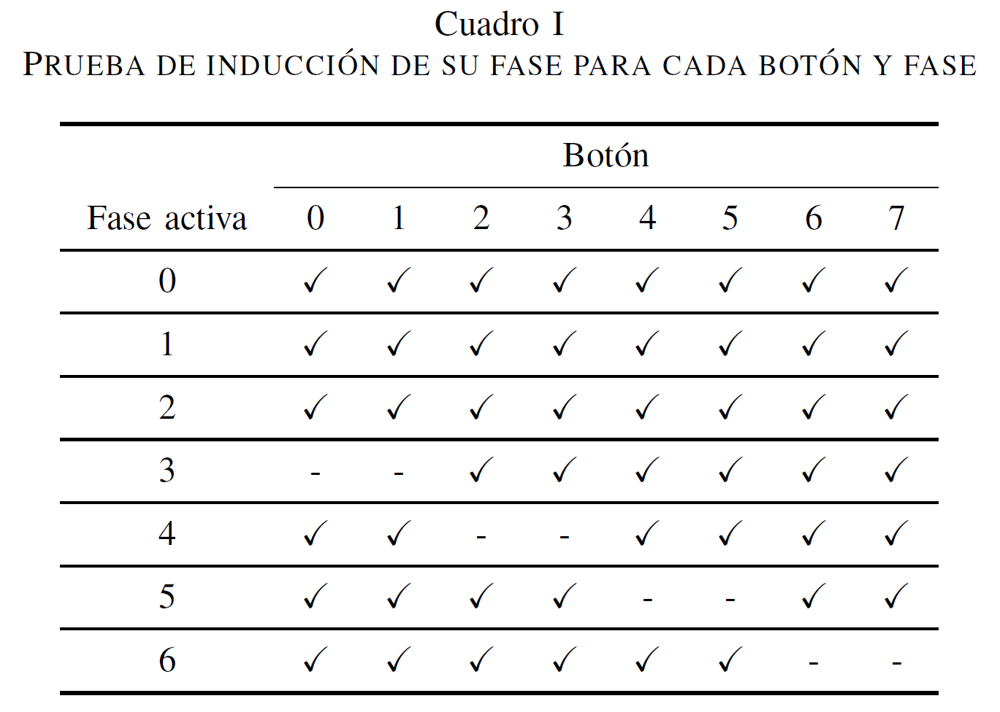 Cuadro I
PRUEBA DE INDUCCIÓN DE SU FASE PARA CADA BOTÓN Y FASE
Botón
Fase activa 0 1 2 3 4 5 6 7
0 ✓ ✓ ✓ ✓ ✓ ✓ ✓ ✓
1 ✓ ✓ ✓ ✓ ✓ ✓ ✓ ✓
2 ✓ ✓ ✓ ✓ ✓ ✓ ✓ ✓
3 - - ✓ ✓ ✓ ✓ ✓ ✓
4 ✓ ✓ - - ✓ ✓ ✓ ✓
5 ✓ ✓ ✓ ✓ - - ✓ ✓
6 ✓ ✓ ✓ ✓ ✓ ✓ - -